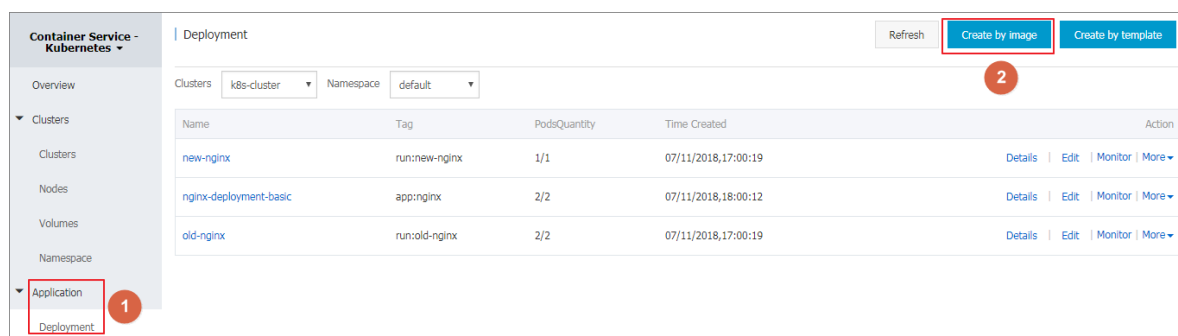 Container Service -
Kubernetes
Overview
Clusters
Clusters
Nodes
Volumes
Namespace
Application
Deployment
1
Deployment
Refresh
Create by image
Create by template
2
Clusters k8s-cluster Namespace default
Name Tag PodsQuantity Time Created Action
new-nginx run:new-nginx 1/1 07/11/2018,17:00:19 Details | Edit | Monitor | More
nginx-deployment-basic app:nginx 2/2 07/11/2018,18:00:12 Details | Edit | Monitor | More
old-nginx run:old-nginx 2/2 07/11/2018,17:00:19 Details | Edit | Monitor | More